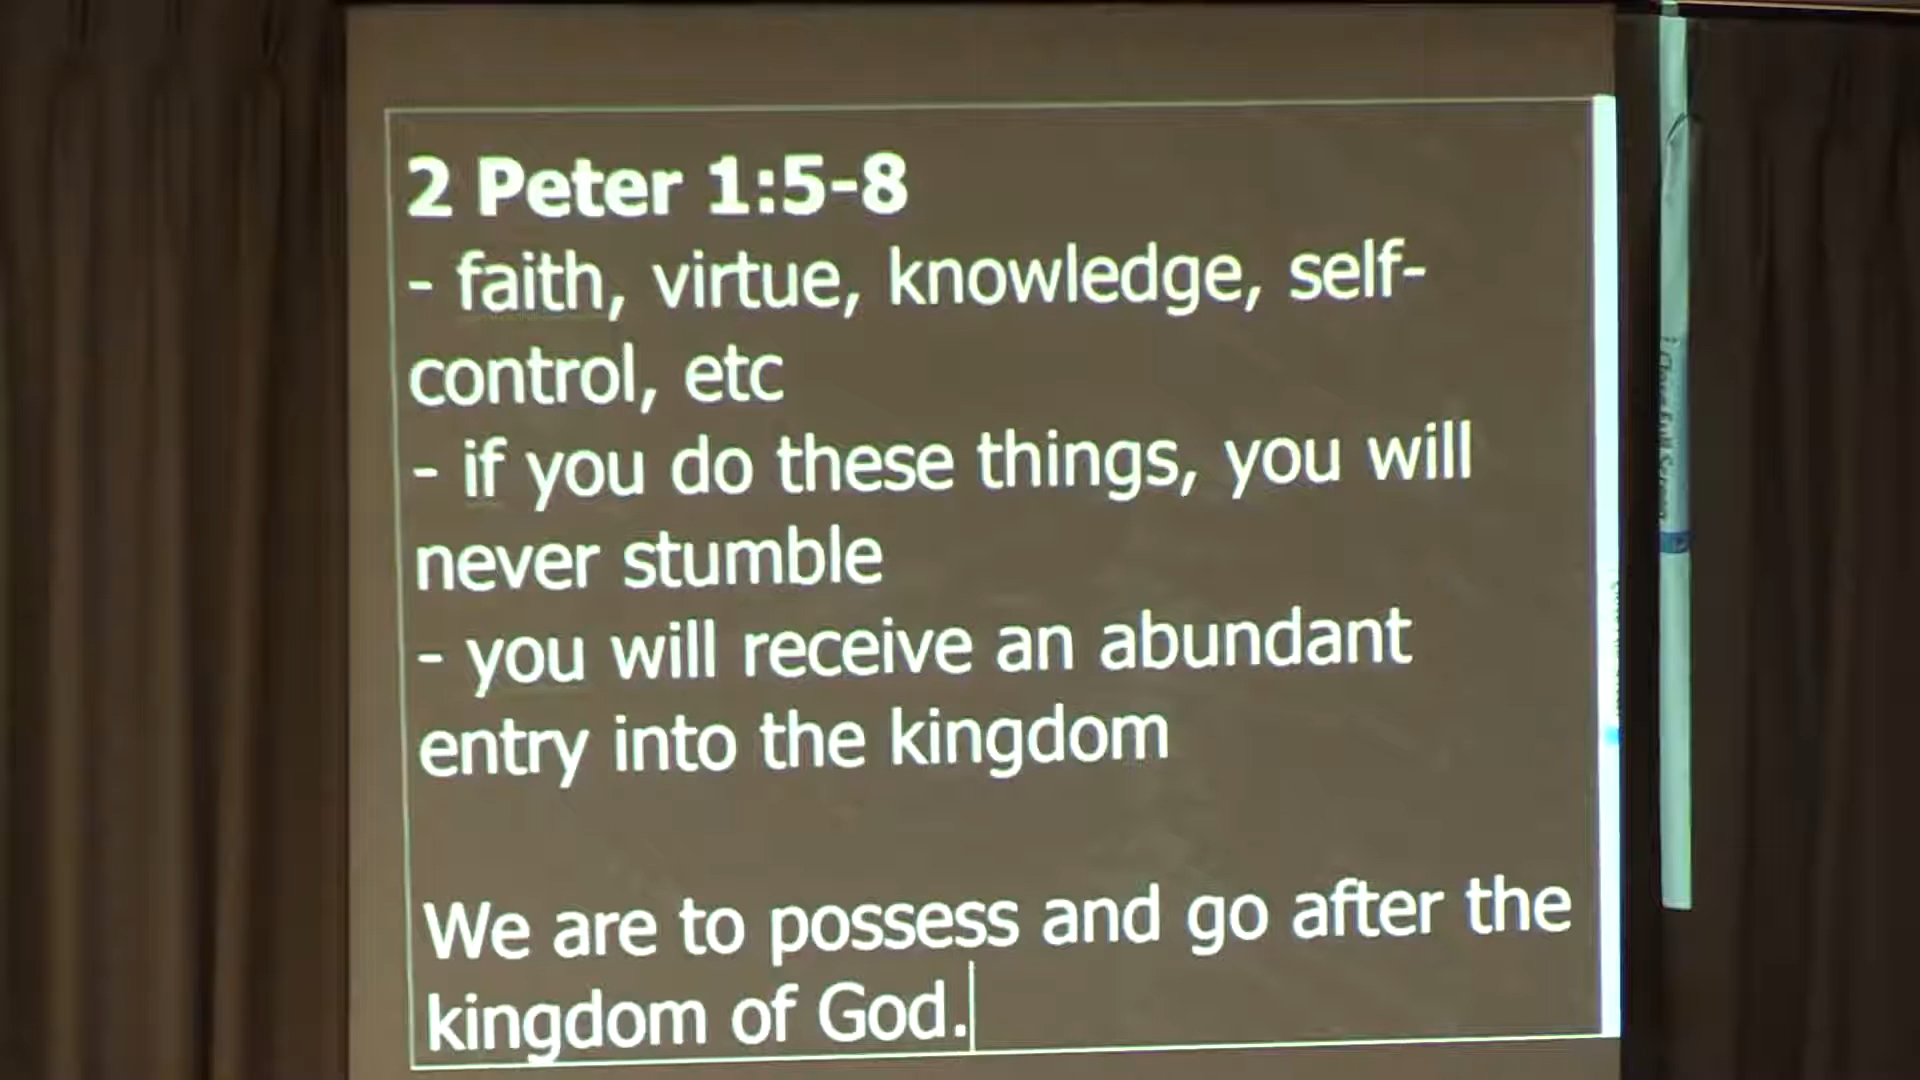 2 Peter 1:5-8
- faith, virtue, knowledge, self-
control, etc
- if you do these things, you will
never stumble
- you will receive an abundant
entry into the kingdom
We are to possess and go after the
kingdom of God.